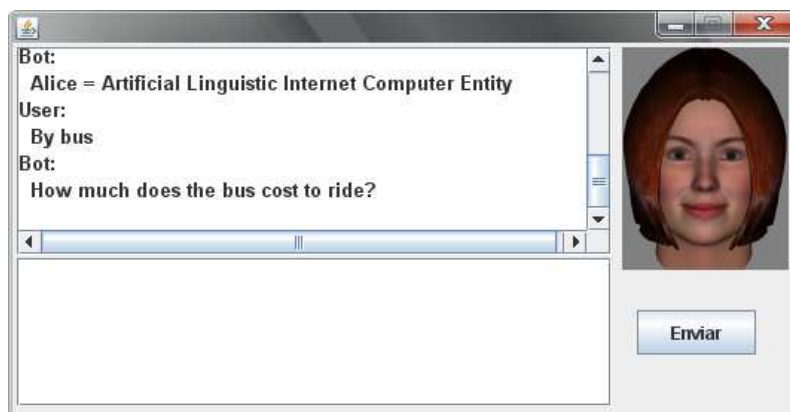 Bot:
Alice = Artificial Linguistic Internet Computer Entity
User:
By bus
Bot:
How much does the bus cost to ride?
Enviar